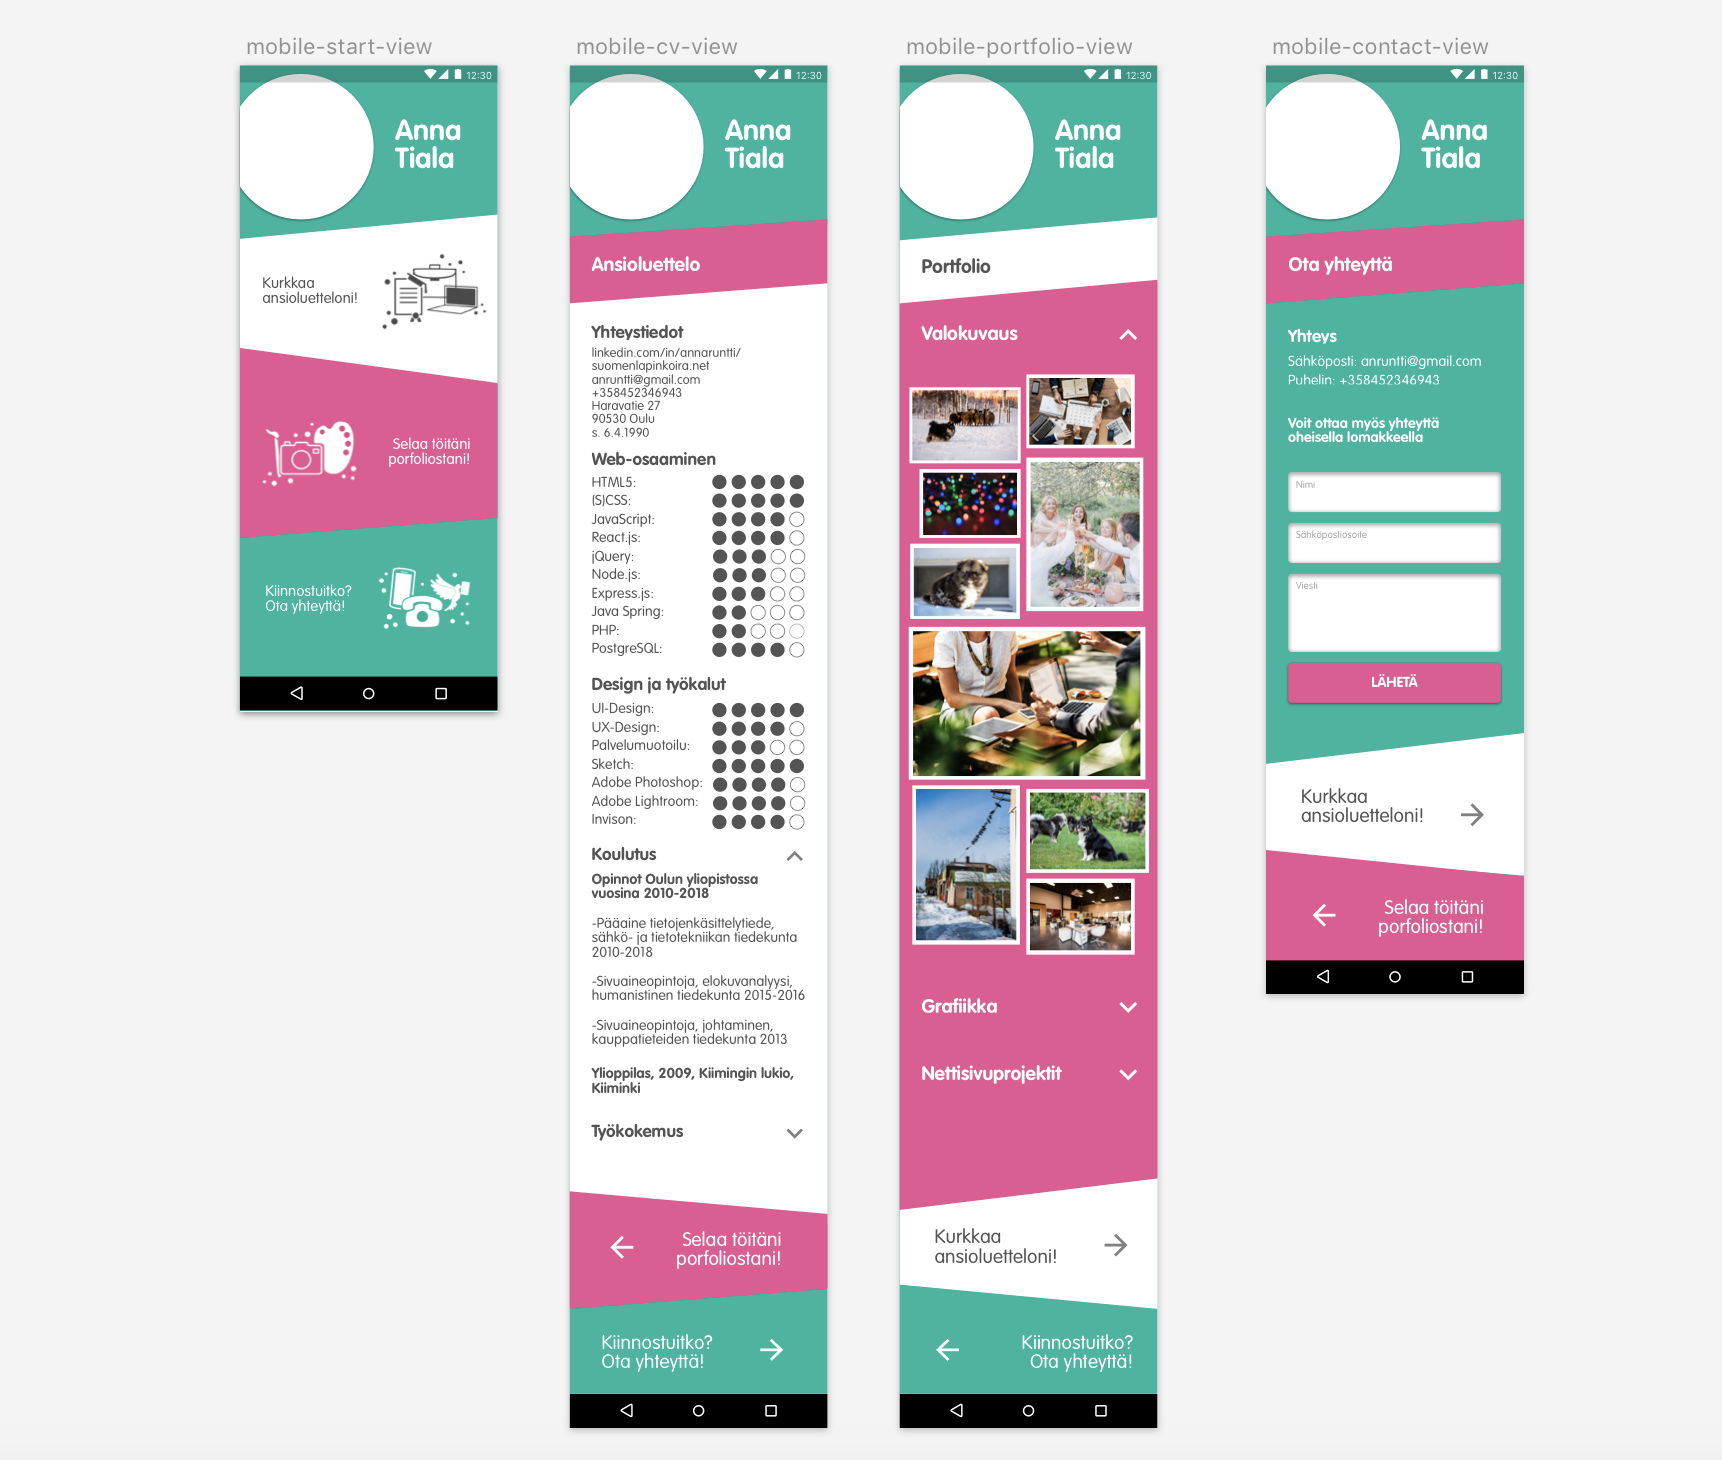 mobile-start-view
12:30
Anna
Tiala
Kurkkaa
ansioluetteloni!
Selaa töitäni
porfoliostani!
Kiinnostuitko?
Ota yhteyttä!
mobile-cv-view
12:30
Anna
Tiala
Ansioluettelo
Yhteystiedot
linkedin.com/in/annaruntti/
suomenlapinkoira.net
anruntti@gmail.com
+358452346943
Haravatie 27
90530 Oulu
s. 6.4.1990
Web-osaaminen
HTML5:
(S)CSS:
JavaScript:
React.js:
jQuery:
Node.js:
Express.js:
Java Spring:
PHP:
PostgreSQL:
Design ja työkalut
UI-Design:
UX-Design:
Palvelumuotoilu:
Sketch:
Adobe Photoshop:
Adobe Lightroom:
Invison:
Koulutus
Opinnot Oulun yliopistossa
vuosina 2010-2018
-Pääaine tietojenkäsittelytiede,
sähkö- ja tietotekniikan tiedekunta
2010-2018
-Sivuaineopintoja, elokuvanalyysi,
humanistinen tiedekunta 2015-2016
-Sivuaineopintoja, johtaminen,
kauppatieteiden tiedekunta 2013
Ylioppilas, 2009, Kiimingin lukio,
Kiiminki
Työkokemus
Selaa töitäni
porfoliostani!
Kiinnostuitko?
Ota yhteyttä!
mobile-portfolio-view
12:30
Anna
Tiala
Portfolio
Valokuvaus
Grafiikka
Nettisivuprojektit
Kurkkaa
ansioluetteloni!
Kiinnostuitko?
Ota yhteyttä!
mobile-contact-view
12:30
Anna
Tiala
Ota yhteyttä
Yhteys
Sähköposti: anruntti@gmail.com
Puhelin: +358452346943
Voit ottaa myös yhteyttä
oheisella lomakkeella
Nimi
Sähköpostiosoite
Viesti
LÄHETÄ
Kurkkaa
ansioluetteloni!
Selaa töitäni
porfoliostani!